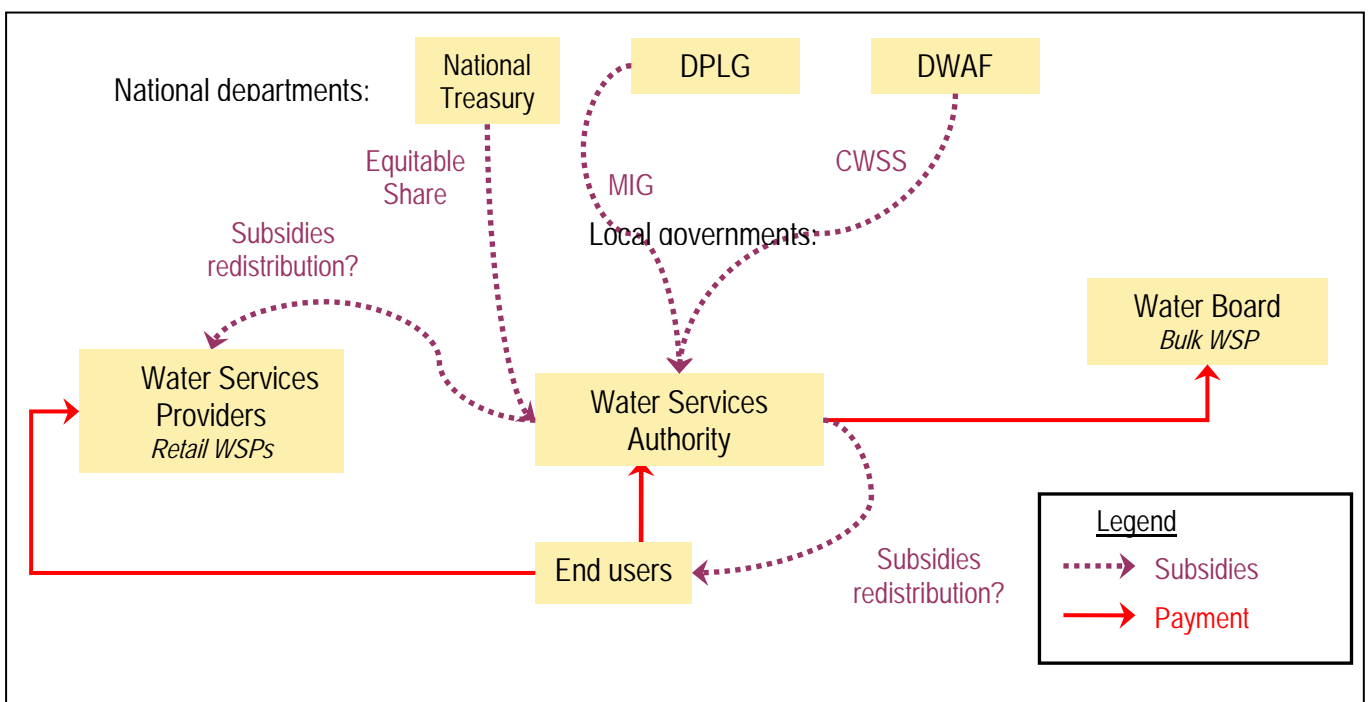 National
Treasury
DPLG
DWAF
National departments:
Equitable
Share
MIG
CWSS
Subsidies
redistribution?
Local governments:
Water Board
Bulk WSP
Water Services
Providers
Retail WSPs
Water Services
Authority
End users
Subsidies
redistribution?
Legend
Subsidies
Payment